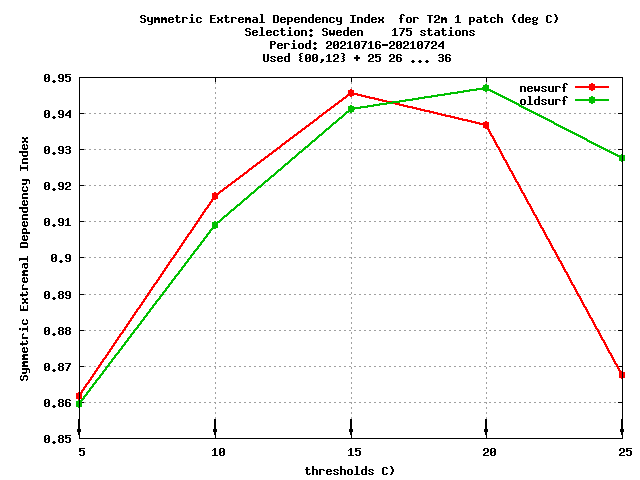 Symmetric Extremal Dependency Index  for T2m 1 patch (deg C)
Selection: Sweden    175 stations
Period: 20210716-20210724
Used {00,12} + 25 26 ... 36
newsurf
oldsurf
0.95
0.94
0.93
0.92
0.91
0.9
0.89
0.88
0.87
0.86
0.85
Symmetric Extremal Dependency Index
5 10 15 20 25
thresholds C)